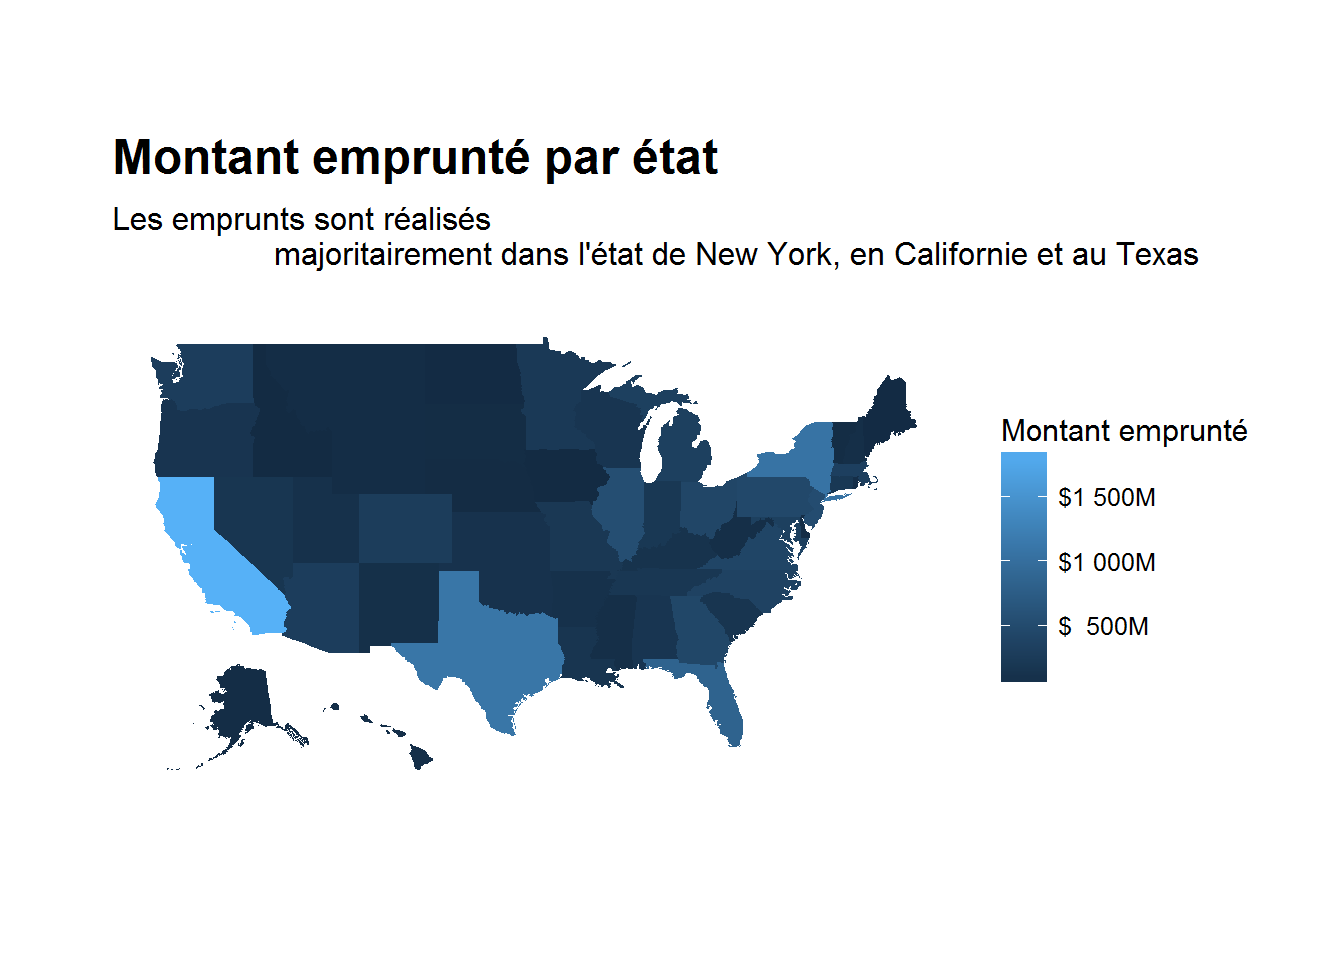 Montant emprunté par état
Les emprunts sont réalisés
majoritairement dans l'état de New York, en Californie et au Texas
Montant emprunté
$1 500M
$1 000M
$  500M